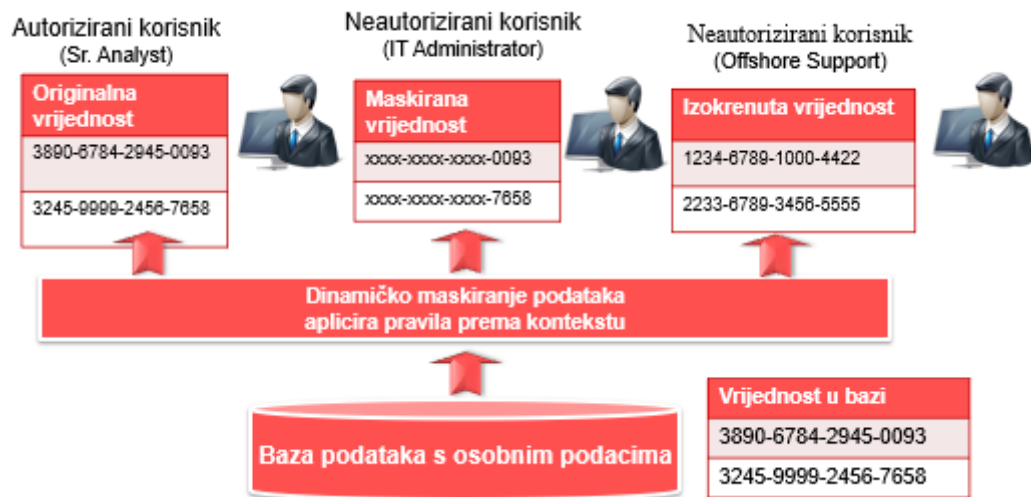 Autorizirani korisnik
(Sr. Analyst)
Originalna
vrijednost
3890-6784-2945-0093
3245-9999-2456-7658
Neautorizirani korisnik
(IT Administrator)
Maskirana
vrijednost
xxxx-xxxx-xxxx-0093
xxxx-xxxx-xxxx-7658
Neautorizirani korisnik
(Offshore Support)
Izokrenuta vrijednost
1234-6789-1000-4422
2233-6789-3456-5555
Dinamičko maskiranje podataka
aplicira pravila prema kontekstu
Baza podataka s osobnim podacima
Vrijednost u bazi
3890-6784-2945-0093
3245-9999-2456-7658